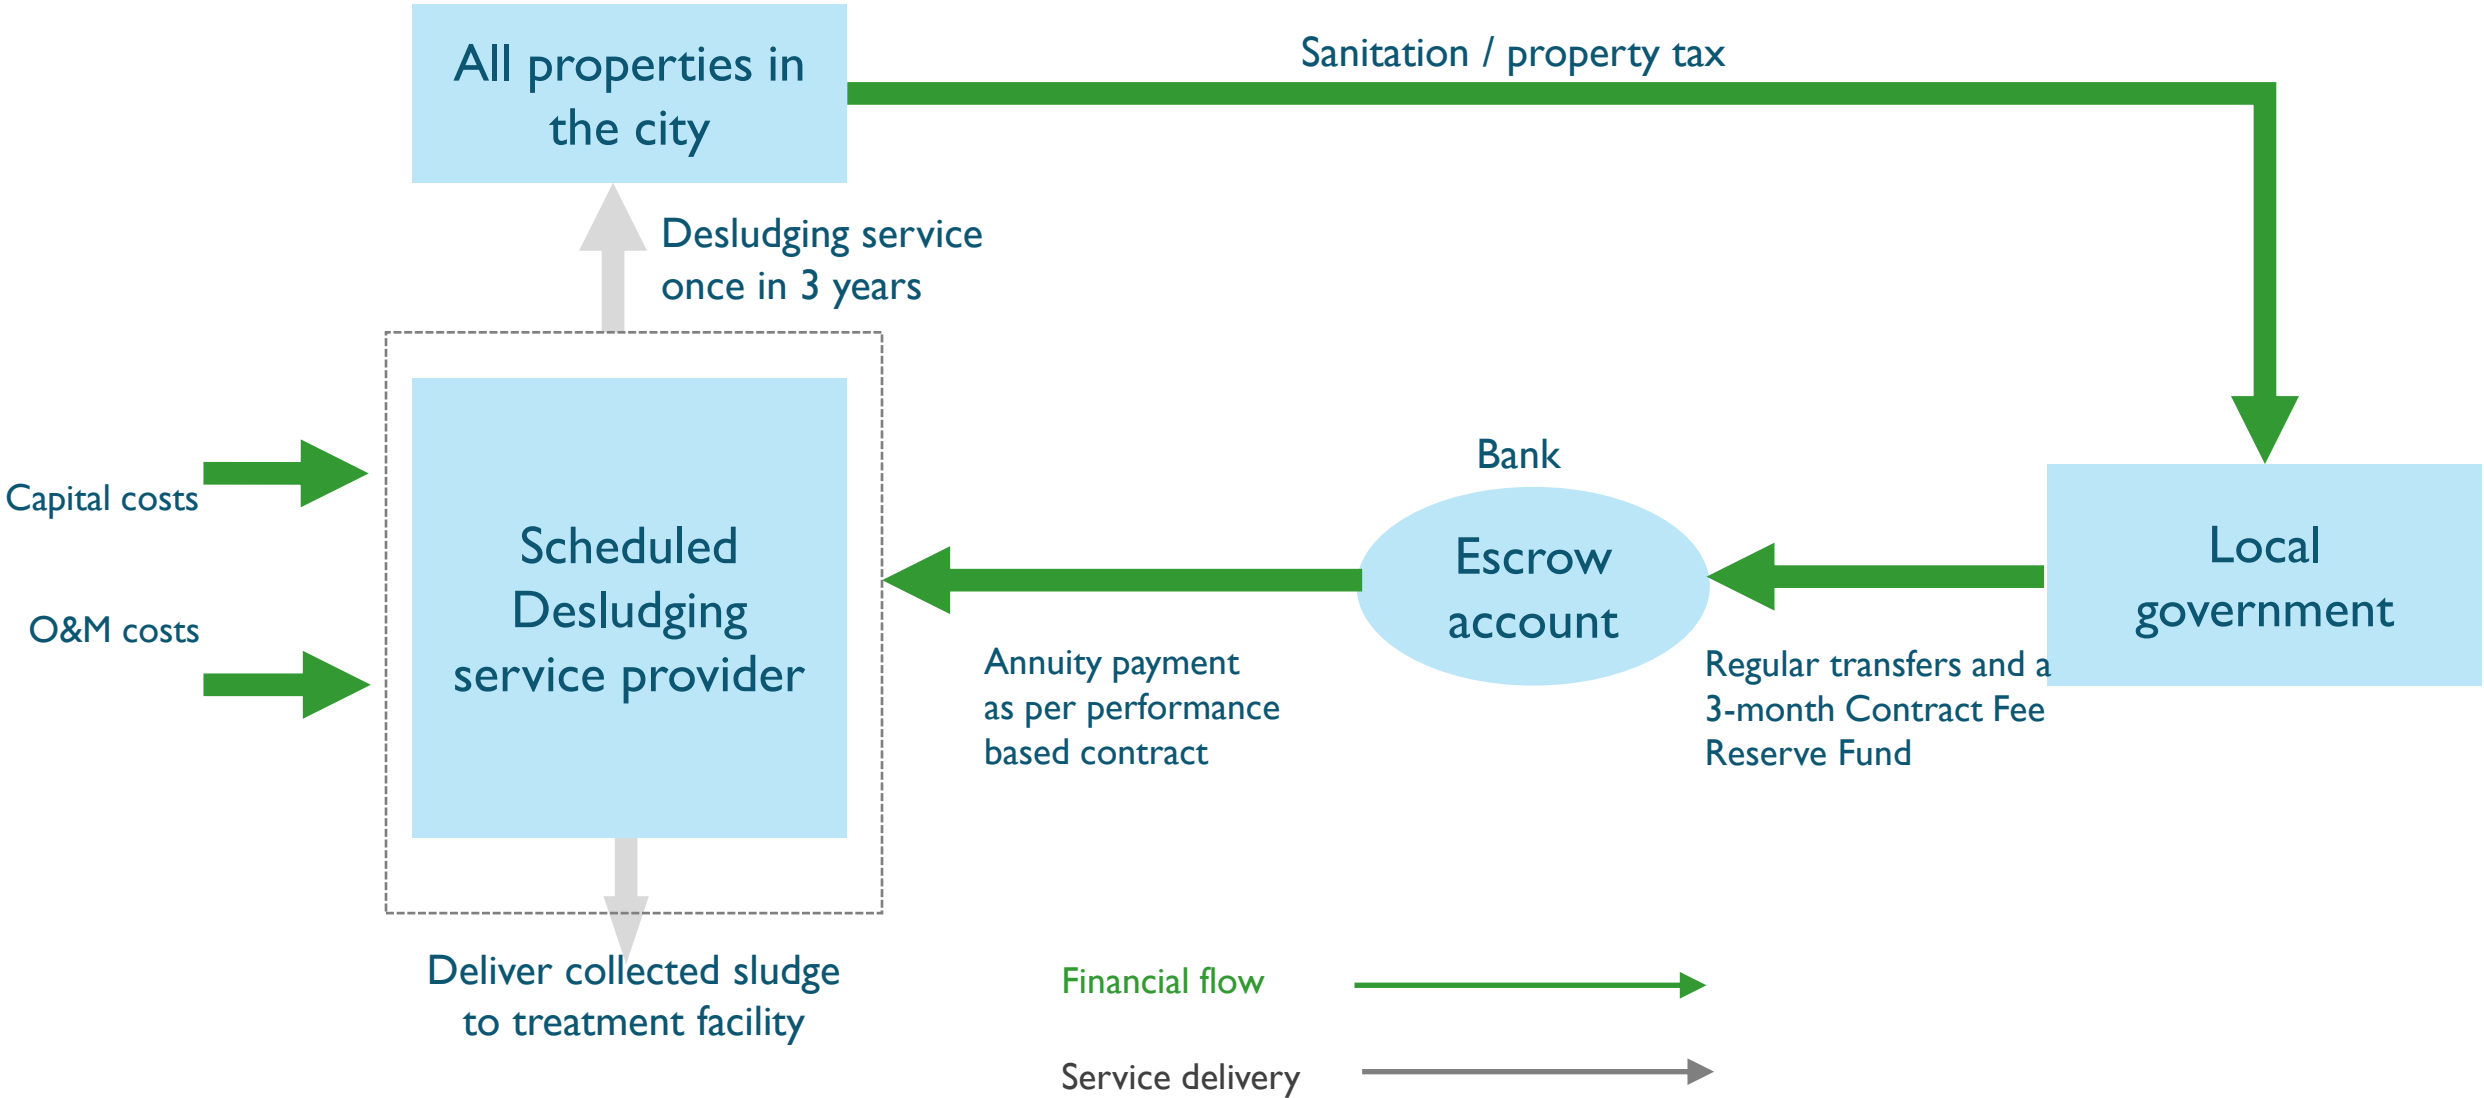 All properties in
the city
Sanitation / property tax
Desludging service
once in 3 years
Capital costs
O&M costs
Scheduled
Desludging
service provider
Bank
Escrow
account
Local
government
Annuity payment
as per performance
based contract
Regular transfers and a
3-month Contract Fee
Reserve Fund
Deliver collected sludge
to treatment facility
Financial flow
Service delivery